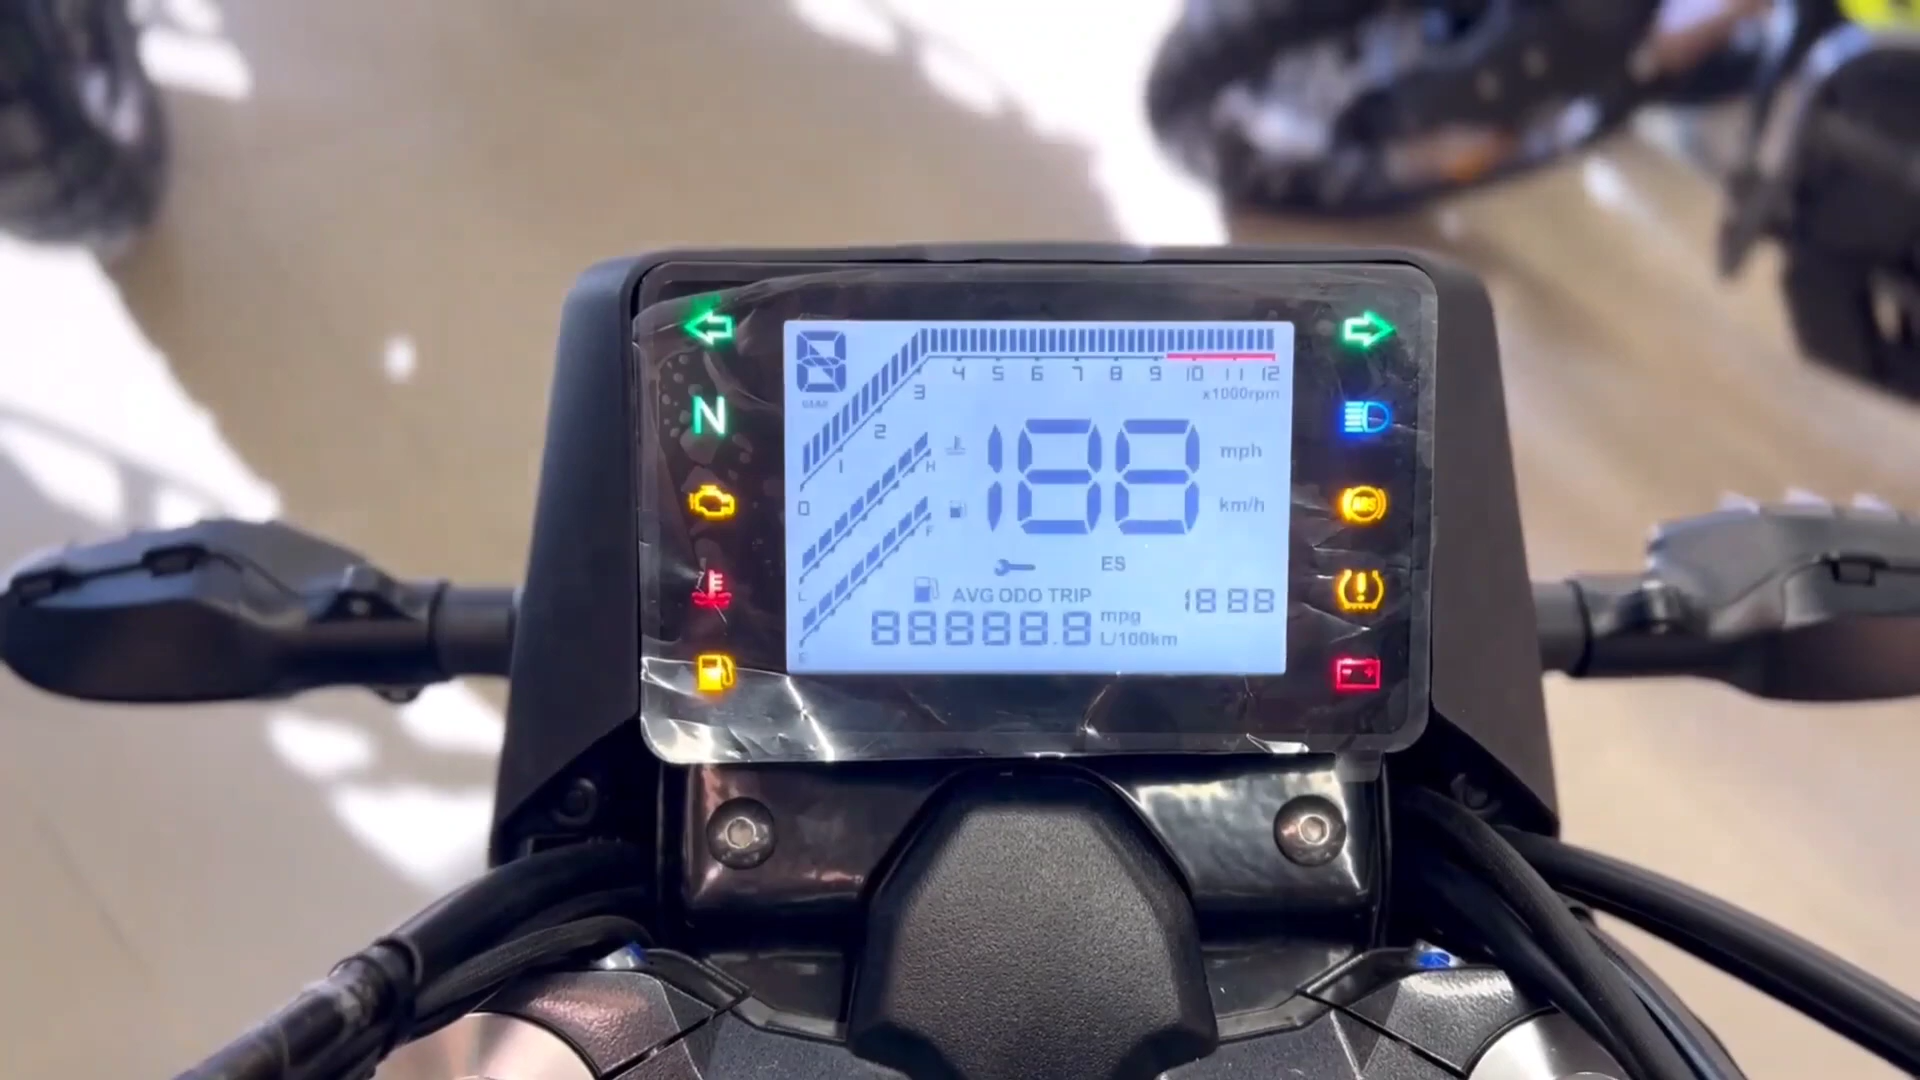 8
GEAR
4 5 6 7 8 9 10 11 12
3
x1000rpm
2
1
0
N
H
188
mph
km/h
F
ABS
ES
AVG ODO TRIP
1888
88888.8
mpg
L/100km
L
E